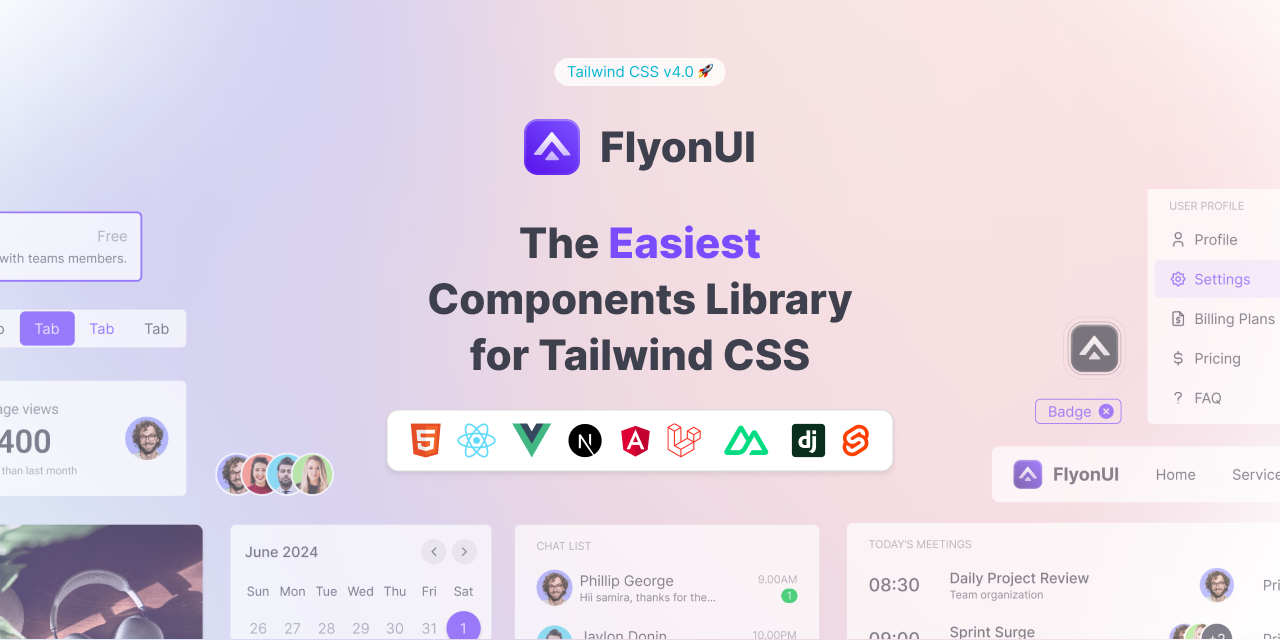 Tailwind CSS v4.0 🚀
FlyonUI
The Easiest
Components Library
for Tailwind CSS
Free
with teams members.
Tab
Tab
Tab
age views
400
than last month
USER PROFILE
Profile
Settings
Billing Plans
Pricing
FAQ
Badge
FlyonUI Home Service
June 2024
Sun Mon Tue Wed Thu Fri Sat
26 27 28 29 30 31 1
CHAT LIST
Phillip George 9.00AM
Hii samira, thanks for the... 1
Jaylon Donin 10.00PM
TODAY'S MEETINGS
08:30 Daily Project Review
Team organization
Pri
09:00 Sprint Surge
Pri